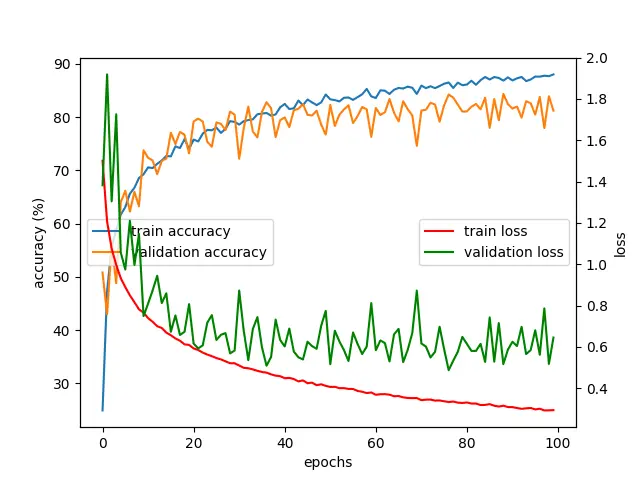 90
80
70
60
50
40
30
accuracy (%)
train accuracy
validation accuracy
train loss
validation loss
2.0
1.8
1.6
1.4
1.2
1.0
0.8
0.6
0.4
loss
0 20 40 60 80 100
epochs